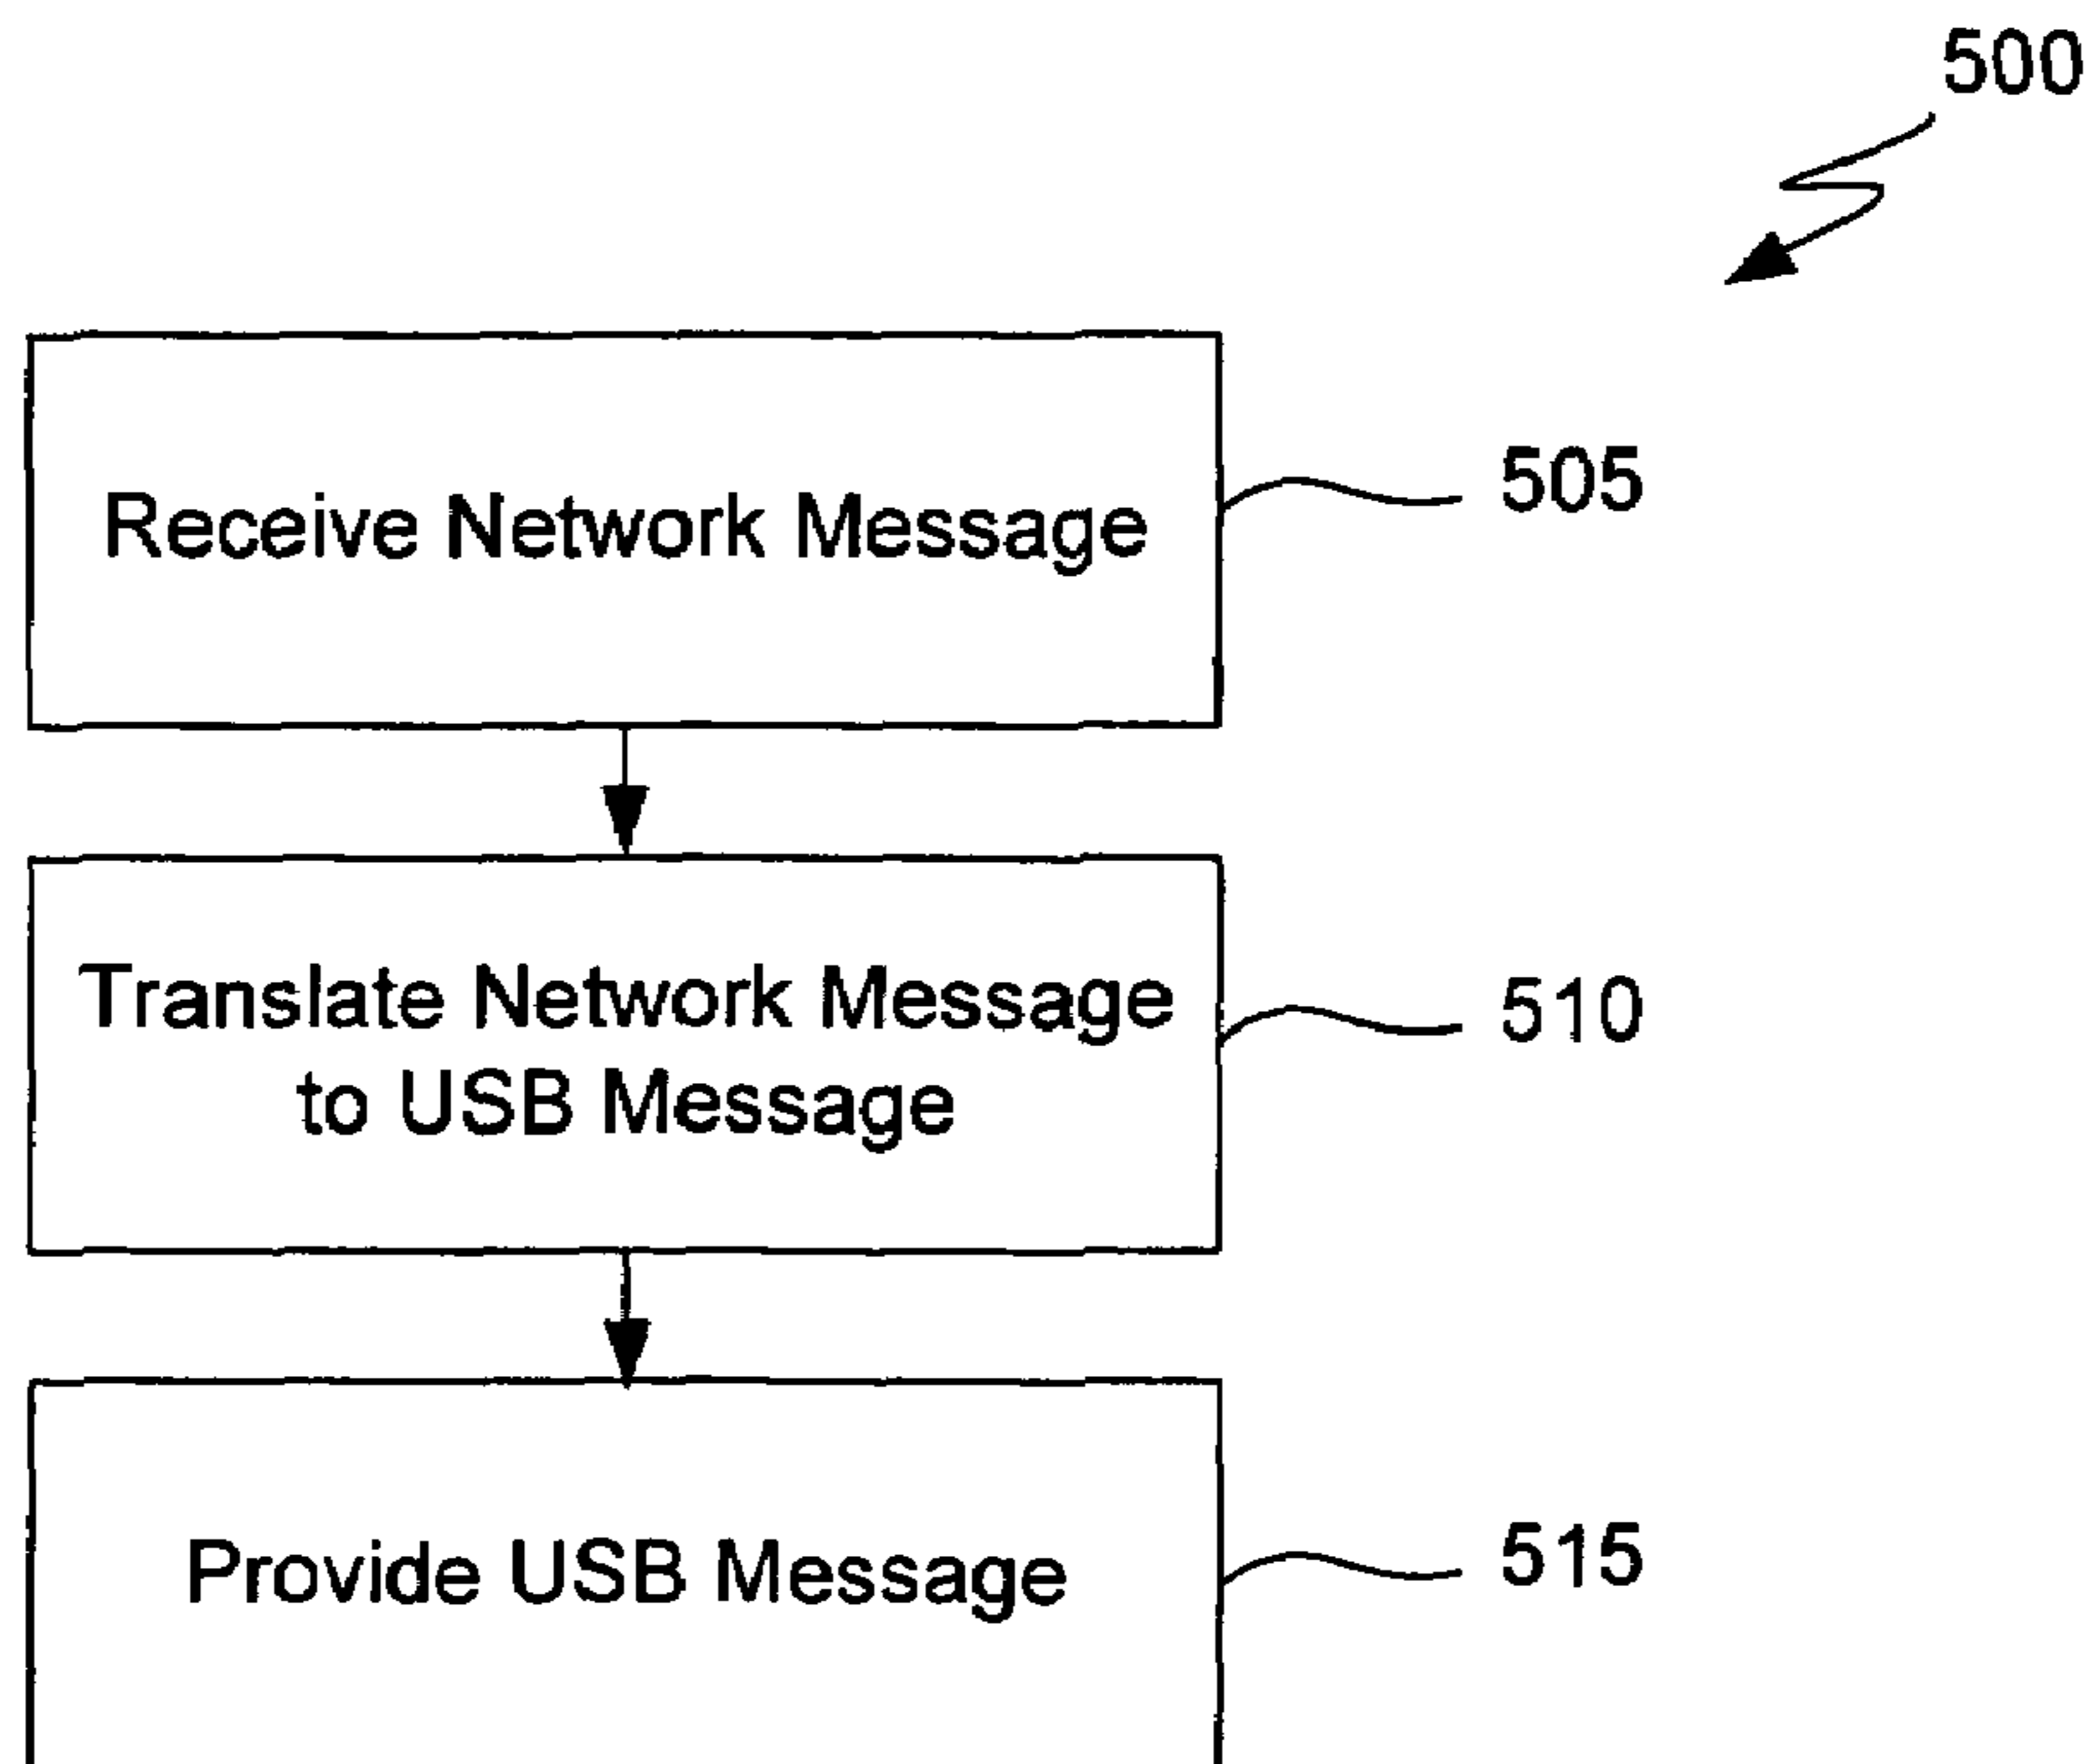 500
Receive Network Message
505
Translate Network Message
to USB Message
510
Provide USB Message
515